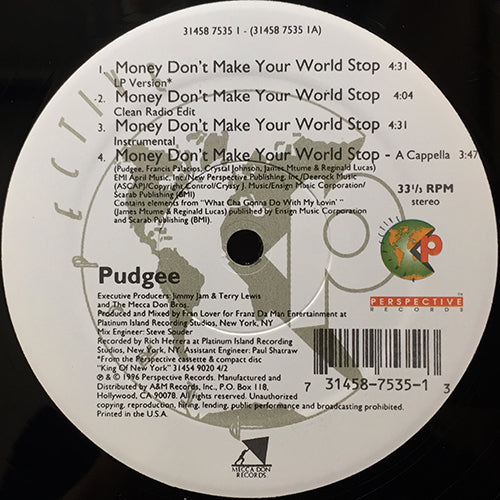 31458 7535 1 - (31458 7535 1A)
1. Money Don't Make Your World Stop 4:31
LP Version*
2. Money Don't Make Your World Stop 4:04
Clean Radio Edit
3. Money Don't Make Your World Stop 4:31
Instrumental
4. Money Don't Make Your World Stop - A Cappella 3:47
(Pudgee, Francis Palacios, Crystal Johnson, James Mtume & Reginald Lucas)
EMI April Music, Inc./New Perspective Publishing, Inc./Deerock Music
(ASCAP)/Copyright Control/Crysy J. Music/Ensign Music Corporation/
Scarab Publishing (BMI)
Contains elements from "What Cha Gonna Do With My Lovin'"
(James Mtume & Reginald Lucas) published by Ensign Music Corporation
and Scarab Publishing (BMI).
33 1/3 RPM
stereo
ECTIVE
P
Pudgee
P
PERSPECTIVE
RECORDS
TM
Executive Producers: Jimmy Jam & Terry Lewis
and The Mecca Don Bros.
Produced and Mixed by Fran Lover for Franz Da Man Entertainment at
Platinum Island Recording Studios, New York, NY
Mix Engineer: Steve Souder
Recorded by Rich Herrera at Platinum Island Recording
Studios, New York, NY. Assistant Engineer: Paul Shatraw
*From the Perspective cassette & compact disc
"King Of New York" 31454 9020 4/2
℗ & © 1996 Perspective Records. Manufactured and
Distributed by A&M Records, Inc., P.O. Box 118,
Hollywood, CA 90078. All rights reserved. Unauthorized
copying, reproduction, hiring, lending, public performance and broadcasting prohibited.
Printed in the U.S.A.
7 31458-7535-1 3
MECCA DON
RECORDS